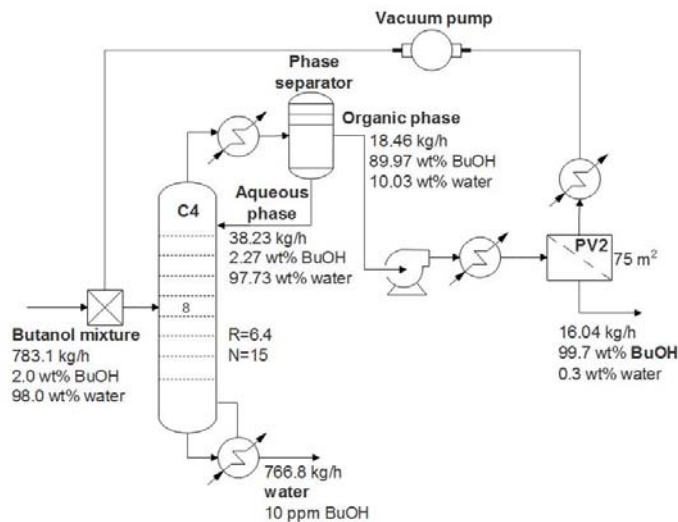 Vacuum pump
Phase
separator
Organic phase
18.46 kg/h
89.97 wt% BuOH
10.03 wt% water
Aqueous
phase
38.23 kg/h
2.27 wt% BuOH
97.73 wt% water
C4
8
R=6.4
N=15
PV2
75 m²
Butanol mixture
783.1 kg/h
2.0 wt% BuOH
98.0 wt% water
16.04 kg/h
99.7 wt% BuOH
0.3 wt% water
766.8 kg/h
water
10 ppm BuOH